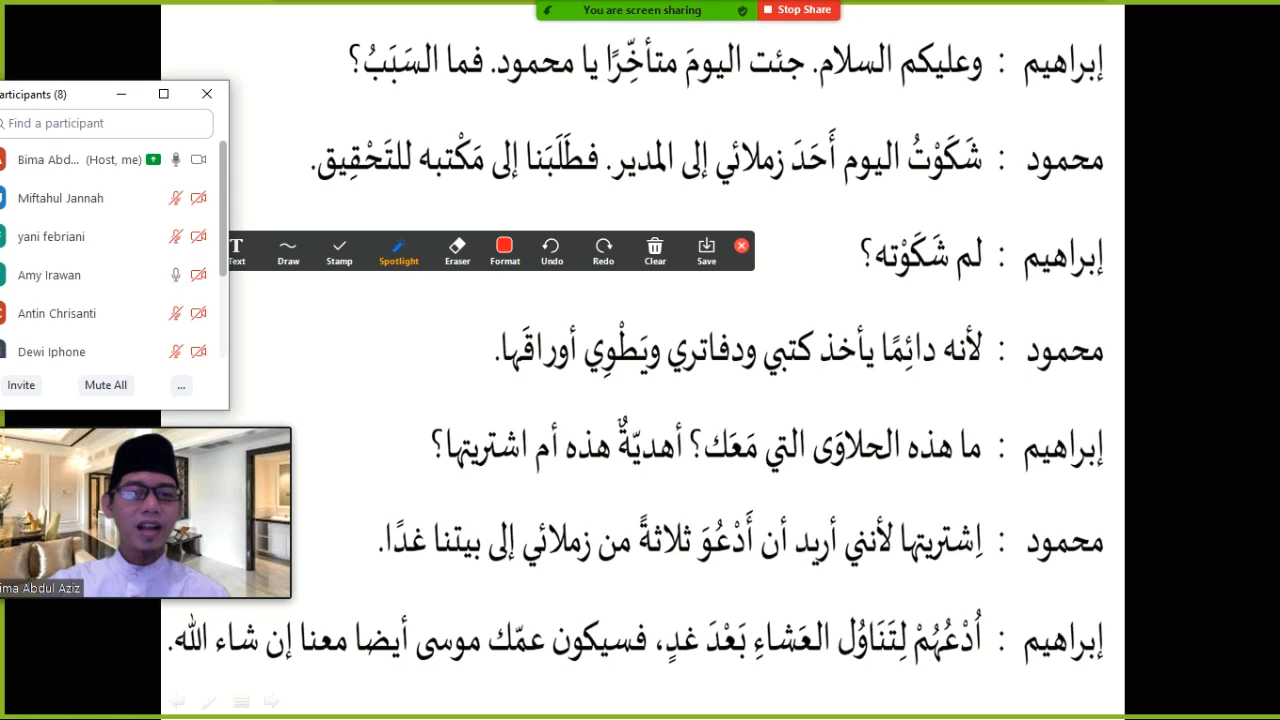 You are screen sharing
Stop Share
إبراهيم : وعليكم السلام. جئت اليومَ متأخِّرًا يا محمود. فما السَبَبُ؟
محمود : شَكَوْتُ اليوم أَحَدَ زملائي إلى المدير. فطَلَبَنا إلى مَكْتبه للتَحْقِيق.
إبراهيم : لم شَكَوْته؟
محمود : لأنه دائِمًا يأخذ كتبي ودفاتري ويَطْوِي أوراقَها.
إبراهيم : ما هذه الحلاوَى التي مَعَك؟ أهديّةٌ هذه أم اشتريتها؟
محمود : اِشتريتها لأنني أريد أن أَدْعُوَ ثلاثةً من زملائي إلى بيتنا غدًا.
إبراهيم : اُدْعُهُمْ لِتَنَاوُل العَشاءِ بَعْدَ غدٍ، فسيكون عمّك موسى أيضا معنا إن شاء الله.
articipants (8)
Find a participant
Bima Abd... (Host, me)
Miftahul Jannah
yani febriani
Amy Irawan
Antin Chrisanti
Dewi Iphone
Invite Mute All ...
Text Draw Stamp Spotlight Eraser Format Undo Redo Clear Save
ima Abdul Aziz